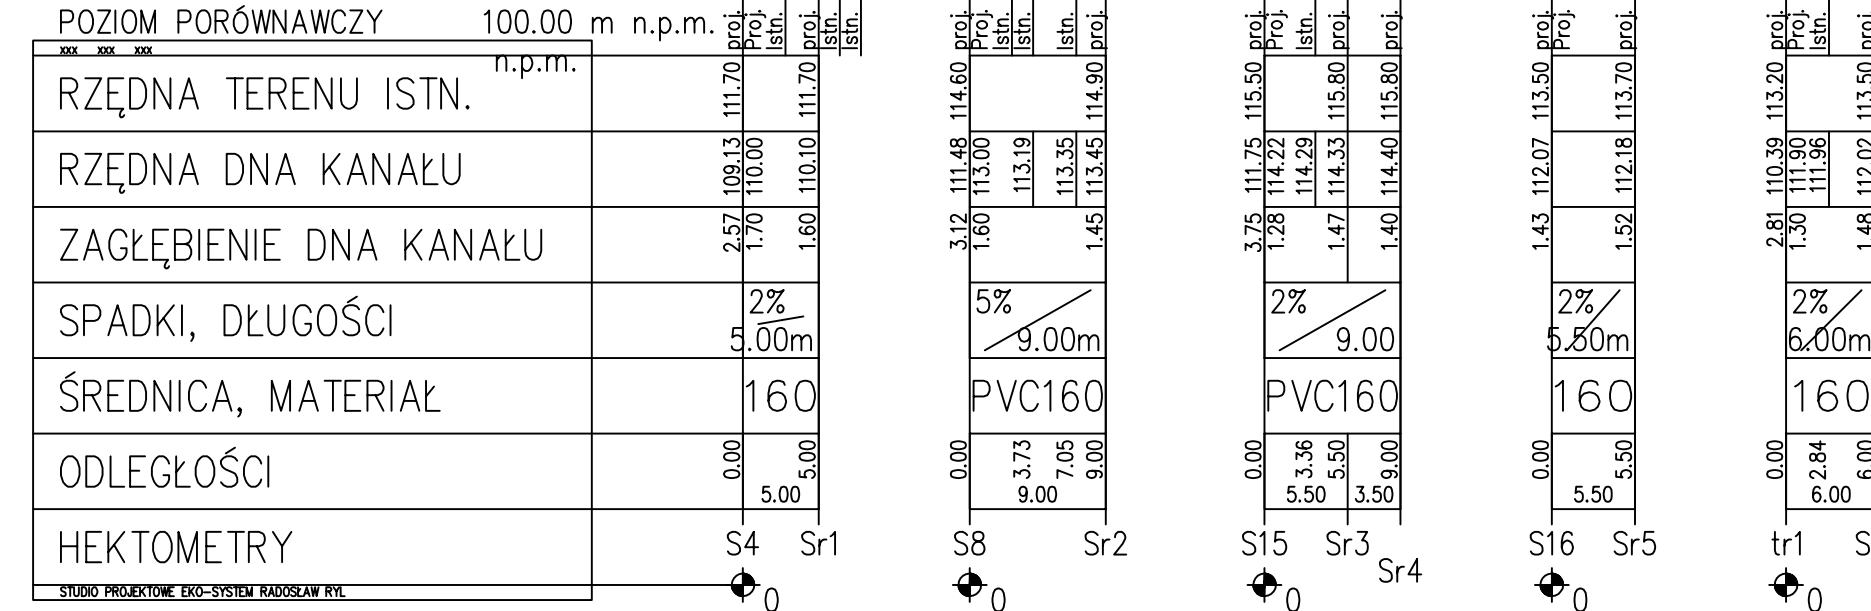 POZIOM PORÓWNAWCZY 100.00 m n.p.m. proj. Proj. Istn. proj. Istn. Istn. proj. Proj. Istn. Istn. Istn. proj. proj. Proj. Istn. proj. proj. proj. Proj. proj. proj. Proj. Istn. proj.
xxx xxx xxx
n.p.m.
RZĘDNA TERENU ISTN. 111.70 111.70 114.60 114.90 115.50 115.80 115.80 113.50 113.70 113.20 113.50
RZĘDNA DNA KANAŁU 109.13 110.00 110.10 111.48 113.00 113.19 113.35 113.45 111.75 114.22 114.29 114.33 114.40 112.07 112.18 110.39 111.90 111.96 112.02
ZAGŁĘBIENIE DNA KANAŁU 2.57 1.70 1.60 3.12 1.60 1.45 3.75 1.28 1.47 1.40 1.43 1.52 2.81 1.30 1.48
SPADKI, DŁUGOŚCI 2% 5% 2% 2% 2%
5.00m 9.00m 9.00 5.50m 6.00m
ŚREDNICA, MATERIAŁ 160 PVC160 PVC160 160 160
ODLEGŁOŚCI 0.00 5.00 0.00 3.73 7.05 9.00 0.00 3.36 5.50 9.00 0.00 5.50 0.00 2.84 6.00
5.00 9.00 5.50 3.50 5.50 6.00
HEKTOMETRY S4 Sr1 S8 Sr2 S15 Sr3 S16 Sr5 tr1 S
Sr4
STUDIO PROJEKTOWE EKO-SYSTEM RADOSŁAW RYL 0 0 0 0 0